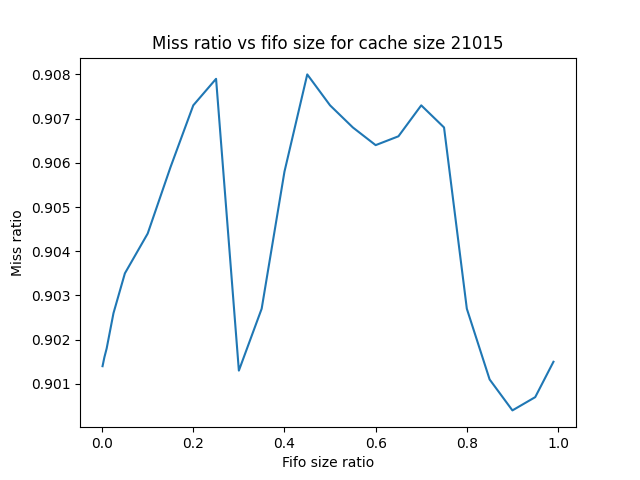 Miss ratio vs fifo size for cache size 21015
0.908
0.907
0.906
0.905
0.904
0.903
0.902
0.901
Miss ratio
0.0 0.2 0.4 0.6 0.8 1.0
Fifo size ratio